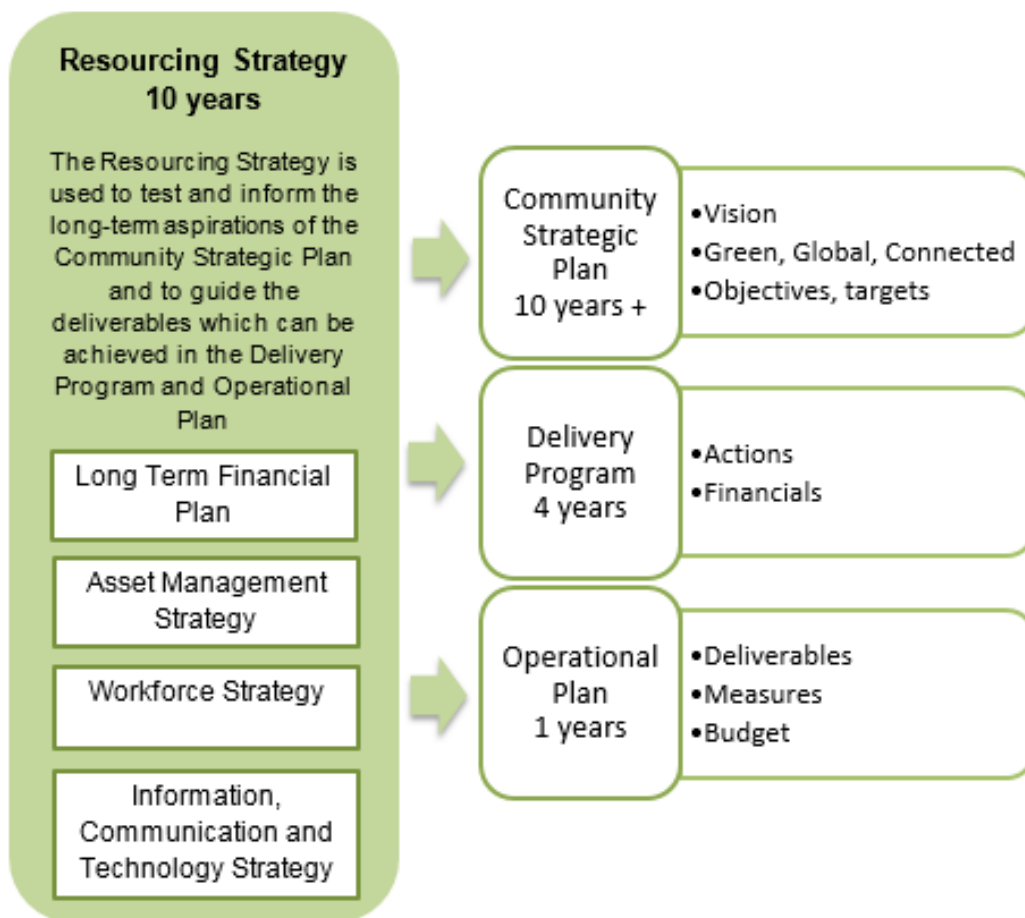 Resourcing Strategy
10 years
The Resourcing Strategy is
used to test and inform the
long-term aspirations of the
Community Strategic Plan
and to guide the
deliverables which can be
achieved in the Delivery
Program and Operational
Plan
Long Term Financial
Plan
Asset Management
Strategy
Workforce Strategy
Information,
Communication and
Technology Strategy
Community
Strategic
Plan
10 years +
•Vision
•Green, Global, Connected
•Objectives, targets
Delivery
Program
4 years
•Actions
•Financials
Operational
Plan
1 years
•Deliverables
•Measures
•Budget